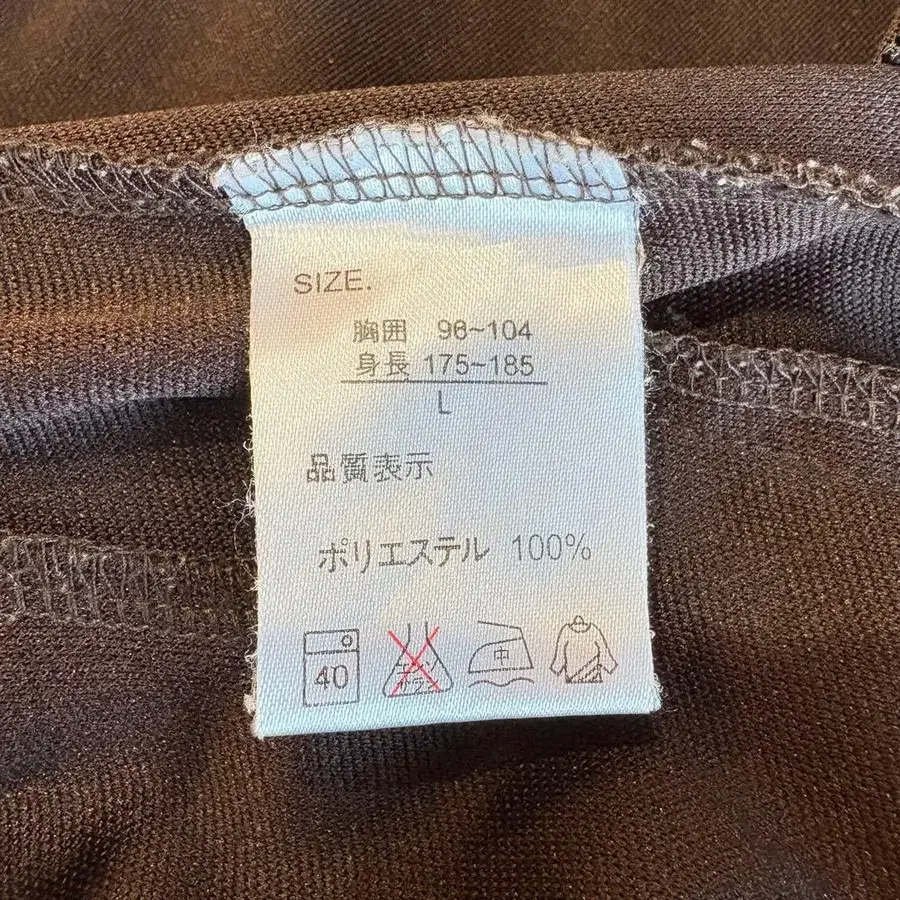 SIZE.
胸囲 96~104
身長 175~185
L
品質表示
ポリエステル 100%
40
中